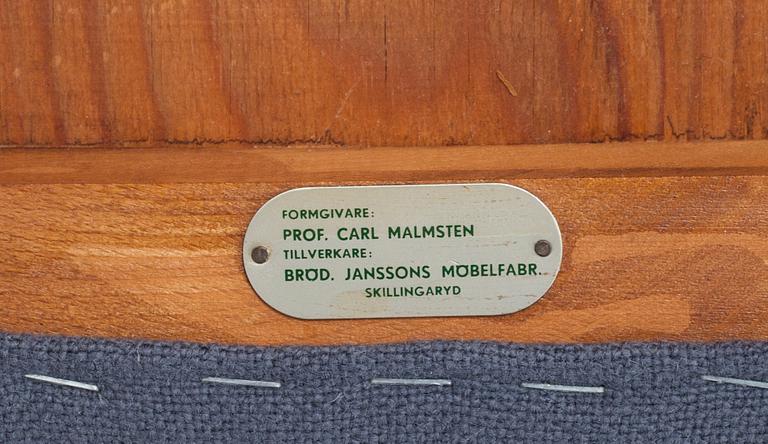 FORMGIVARE:
PROF. CARL MALMSTEN
TILLVERKARE:
BRÖD. JANSSONS MÖBELFABR.
SKILLINGARYD